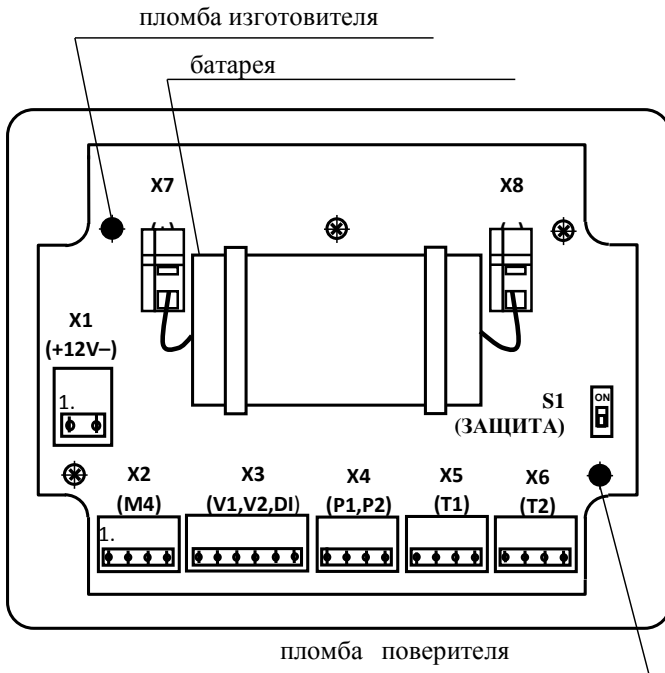 пломба изготовителя
батарея
X7
X8
X1
(+12V–)
1.
S1
(ЗАЩИТА)
ON
X2
(M4)
X3
(V1,V2,DI)
X4
(P1,P2)
X5
(T1)
X6
(T2)
1.
пломба поверителя